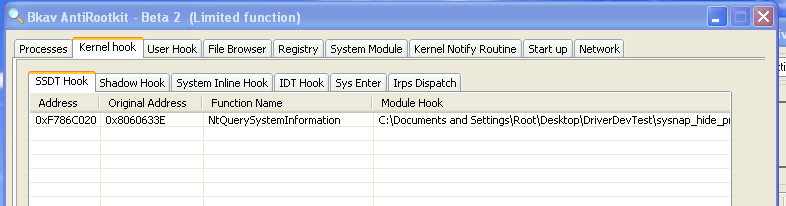 Bkav AntiRootkit - Beta 2 (Limited function)
Processes Kernel hook User Hook File Browser Registry System Module Kernel Notify Routine Start up Network
SSDT Hook Shadow Hook System Inline Hook IDT Hook Sys Enter Irps Dispatch
Address Original Address Function Name Module Hook
0xF786C020 0x8060633E NtQuerySystemInformation C:\Documents and Settings\Root\Desktop\DriverDevTest\sysnap_hide_pr